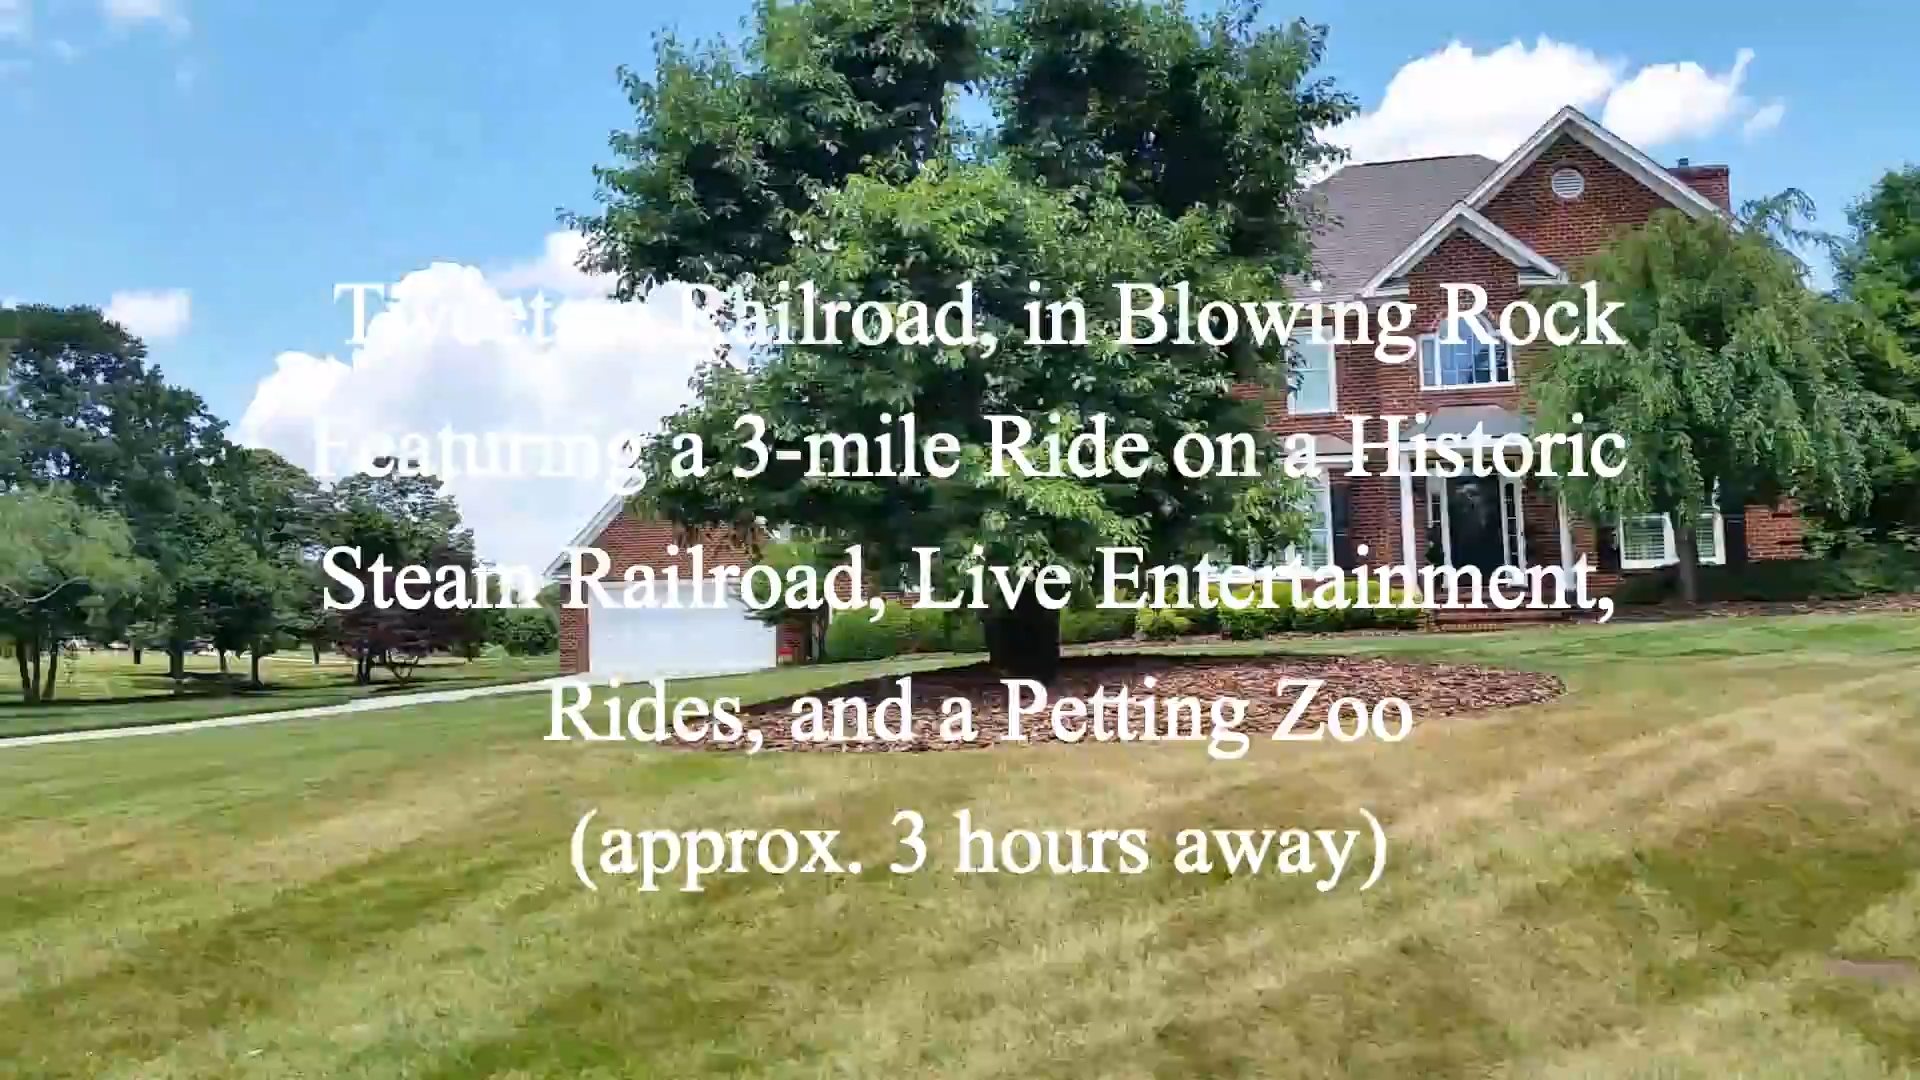 Tweetsie Railroad, in Blowing Rock
Featuring a 3-mile Ride on a Historic
Steam Railroad, Live Entertainment,
Rides, and a Petting Zoo
(approx. 3 hours away)